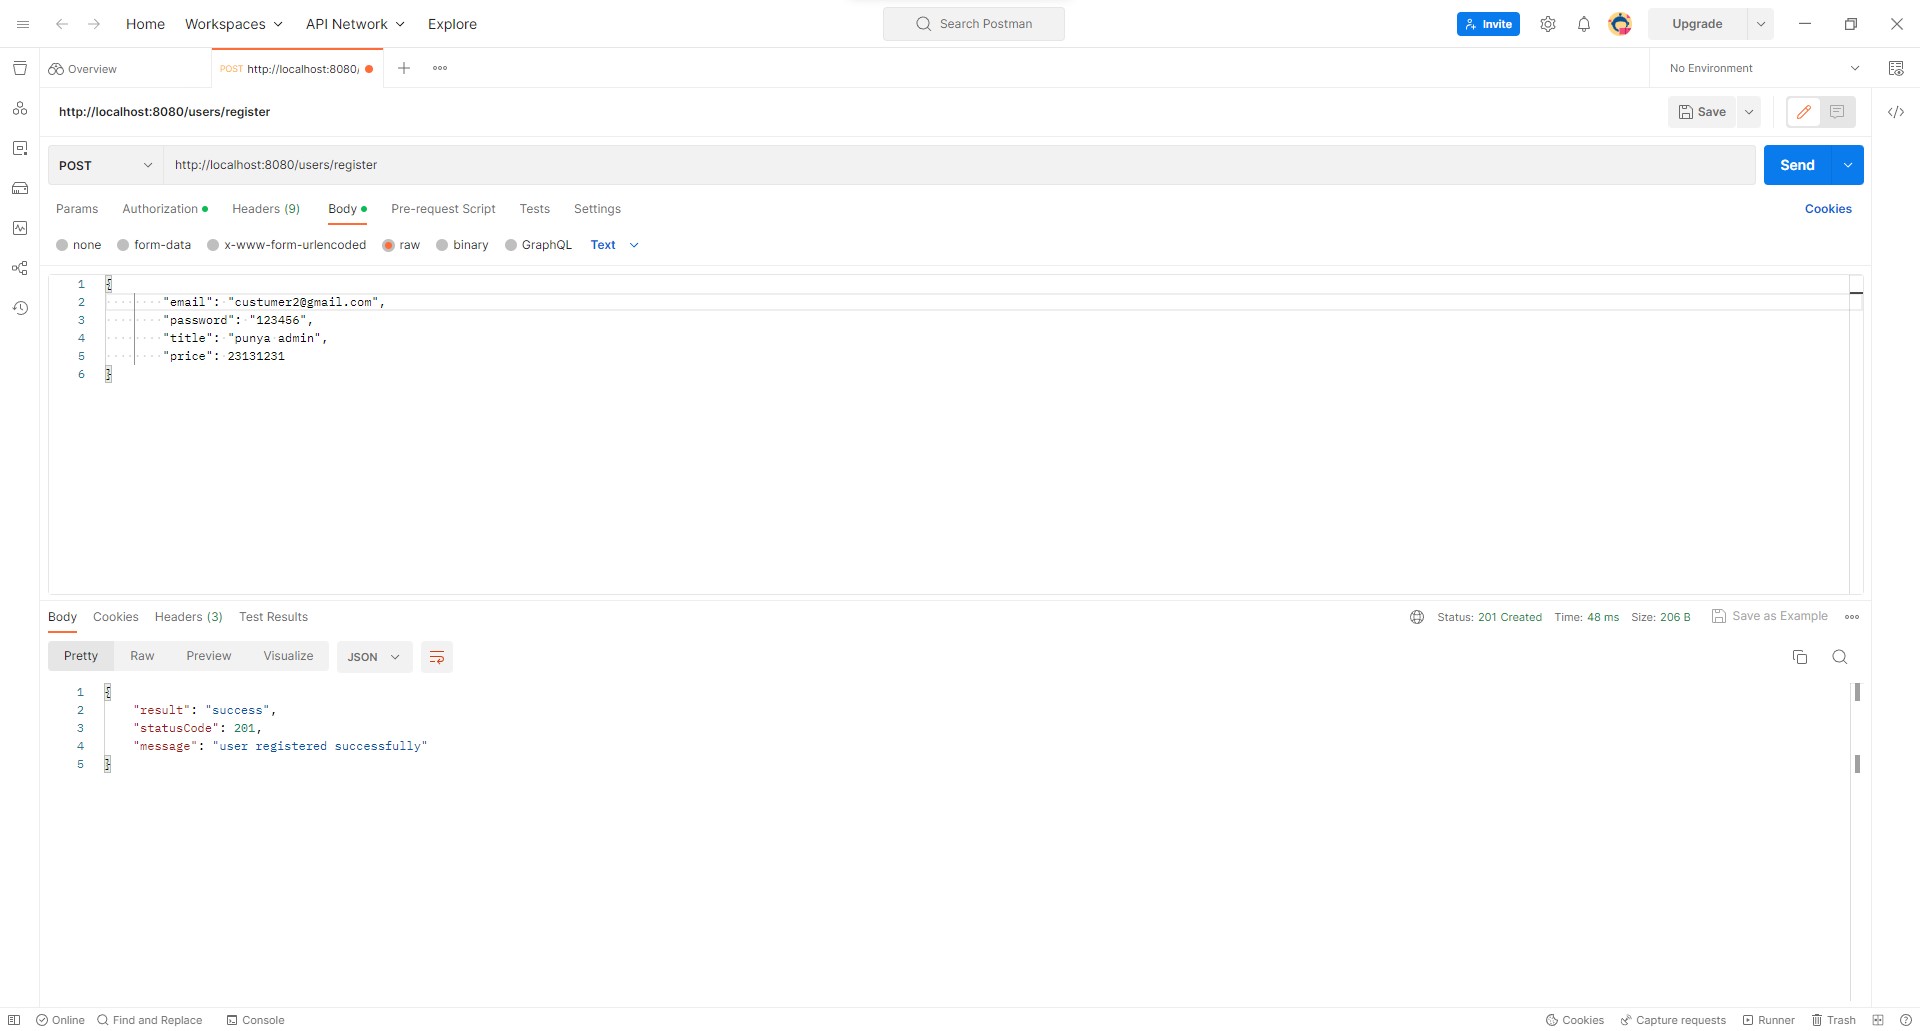 Home Workspaces API Network Explore Search Postman Invite Upgrade
Overview POST http://localhost:8080/ No Environment
http://localhost:8080/users/register Save
POST http://localhost:8080/users/register Send
Params Authorization Headers (9) Body Pre-request Script Tests Settings Cookies
none form-data x-www-form-urlencoded raw binary GraphQL Text
1 {
2 "email": "custumer2@gmail.com",
3 "password": "123456",
4 "title": "punya admin",
5 "price": 23131231
6 }
Body Cookies Headers (3) Test Results Status: 201 Created Time: 48 ms Size: 206 B Save as Example
Pretty Raw Preview Visualize JSON
1 {
2 "result": "success",
3 "statusCode": 201,
4 "message": "user registered successfully"
5 }
Online Find and Replace Console Cookies Capture requests Runner Trash